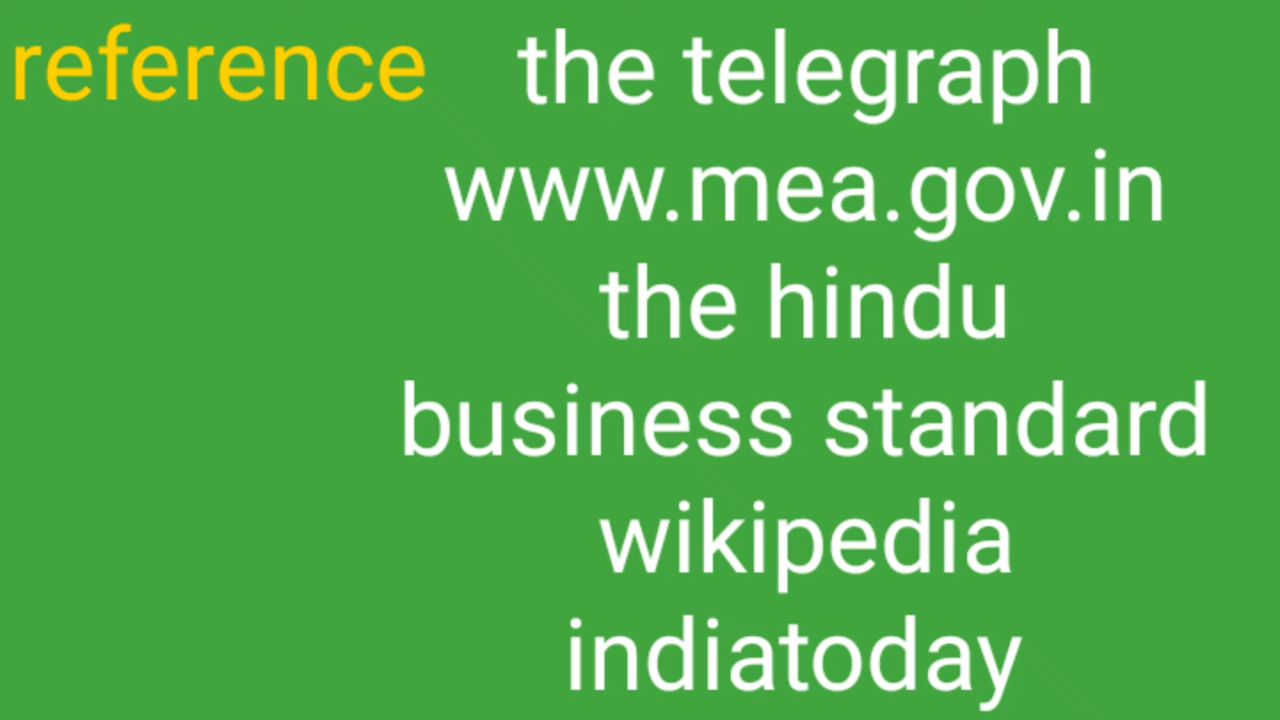 reference the telegraph
www.mea.gov.in
the hindu
business standard
wikipedia
indiatoday